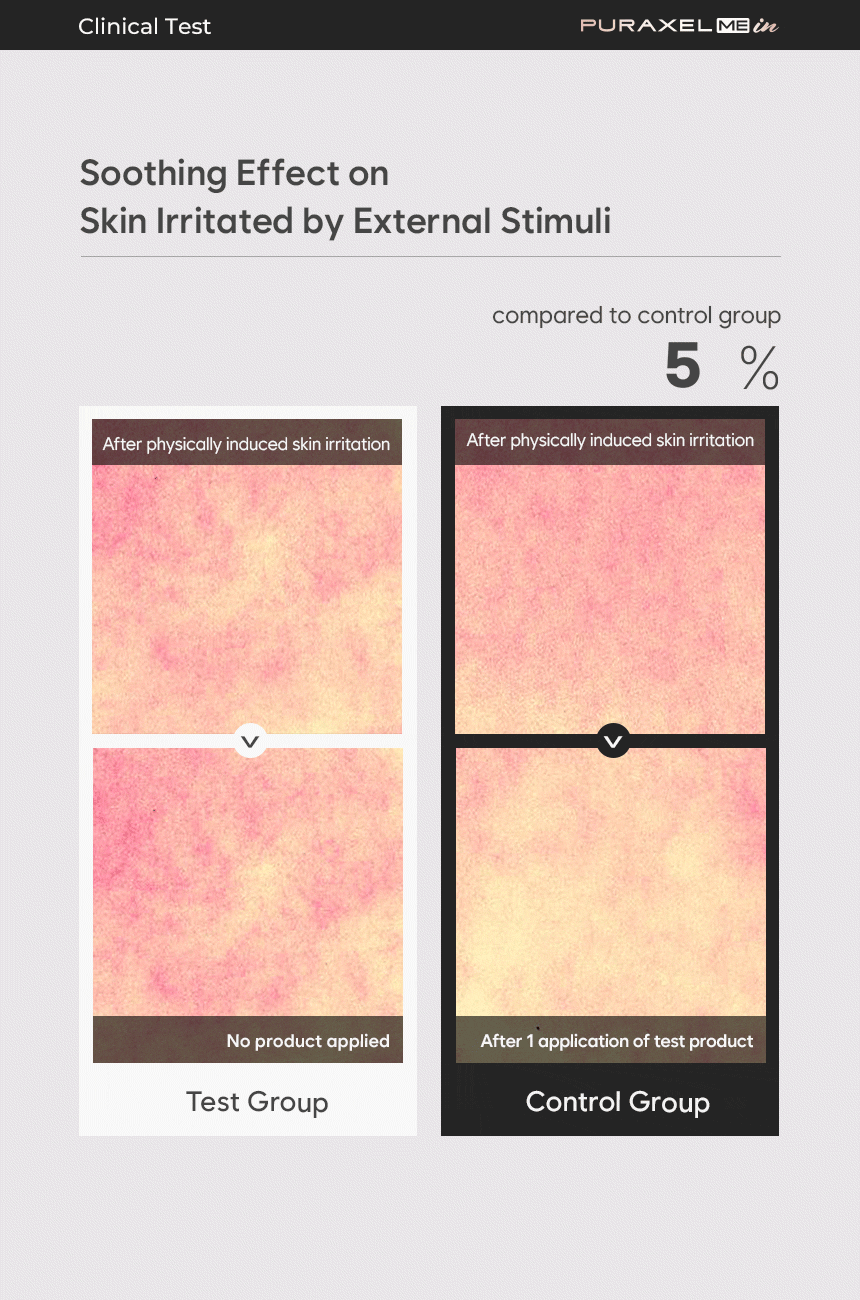 Clinical Test
PURAXEL ME in
Soothing Effect on
Skin Irritated by External Stimuli
compared to control group
5 %
After physically induced skin irritation
After physically induced skin irritation
No product applied
After 1 application of test product
Test Group
Control Group